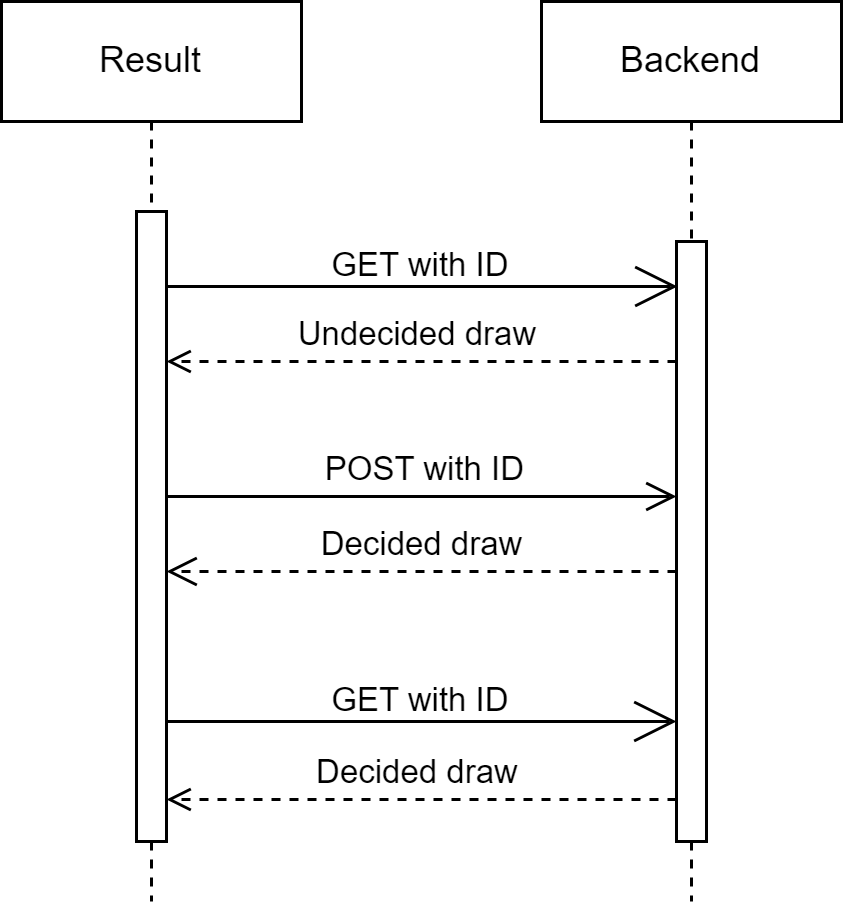 Result
Backend
GET with ID
Undecided draw
POST with ID
Decided draw
GET with ID
Decided draw